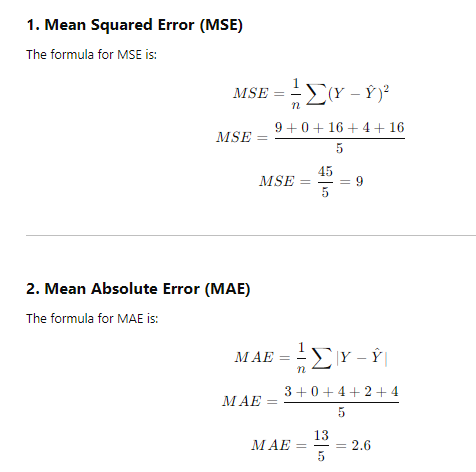 1. Mean Squared Error (MSE)
The formula for MSE is:
MSE = \frac{1}{n} \sum (Y - \hat{Y})^2
MSE = \frac{9 + 0 + 16 + 4 + 16}{5}
MSE = \frac{45}{5} = 9
2. Mean Absolute Error (MAE)
The formula for MAE is:
MAE = \frac{1}{n} \sum |Y - \hat{Y}|
MAE = \frac{3 + 0 + 4 + 2 + 4}{5}
MAE = \frac{13}{5} = 2.6